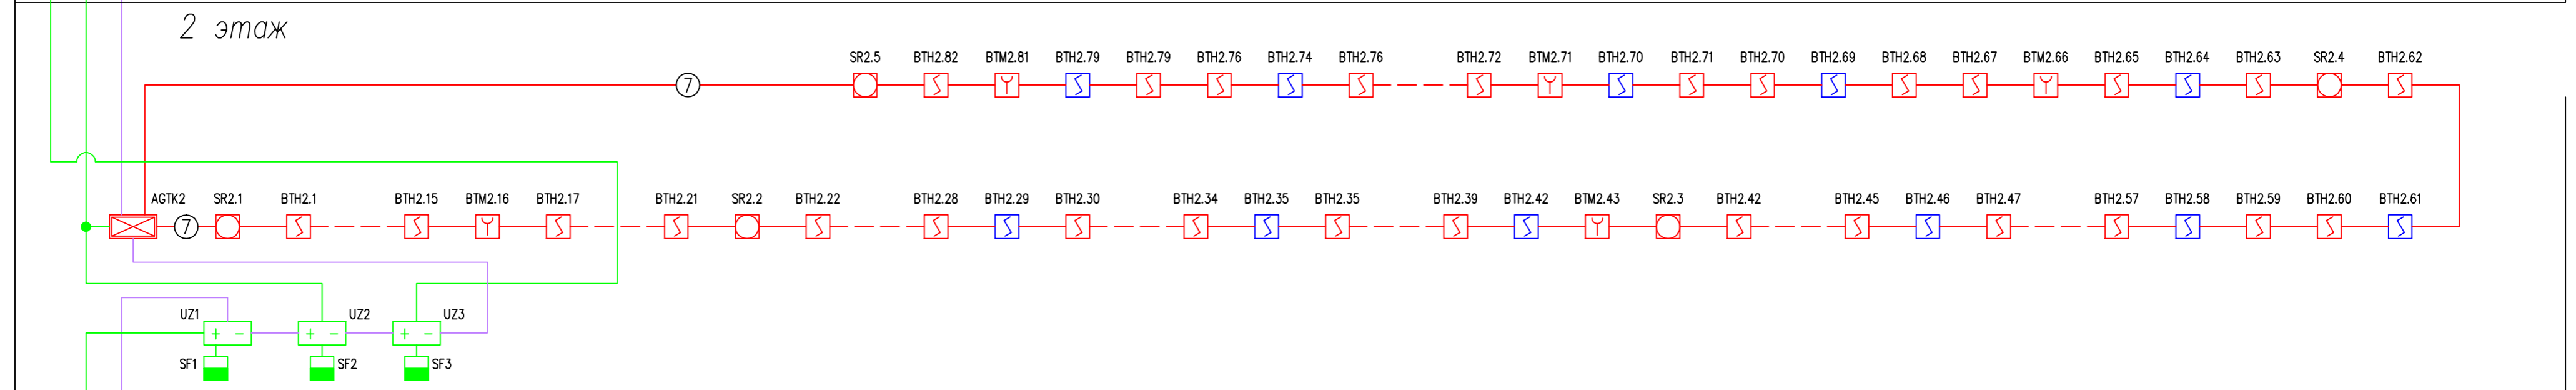 2 этаж
SR2.5 BTH2.82 BTM2.81 BTH2.79 BTH2.79 BTH2.76 BTH2.74 BTH2.76 BTH2.72 BTM2.71 BTH2.70 BTH2.71 BTH2.70 BTH2.69 BTH2.68 BTH2.67 BTM2.66 BTH2.65 BTH2.64 BTH2.63 SR2.4 BTH2.62
7
AGTK2 SR2.1 BTH2.1 BTH2.15 BTM2.16 BTH2.17 BTH2.21 SR2.2 BTH2.22 BTH2.28 BTH2.29 BTH2.30 BTH2.34 BTH2.35 BTH2.35 BTH2.39 BTH2.42 BTM2.43 SR2.3 BTH2.42 BTH2.45 BTH2.46 BTH2.47 BTH2.57 BTH2.58 BTH2.59 BTH2.60 BTH2.61
7
UZ1 UZ2 UZ3
+ - + - + -
SF1 SF2 SF3